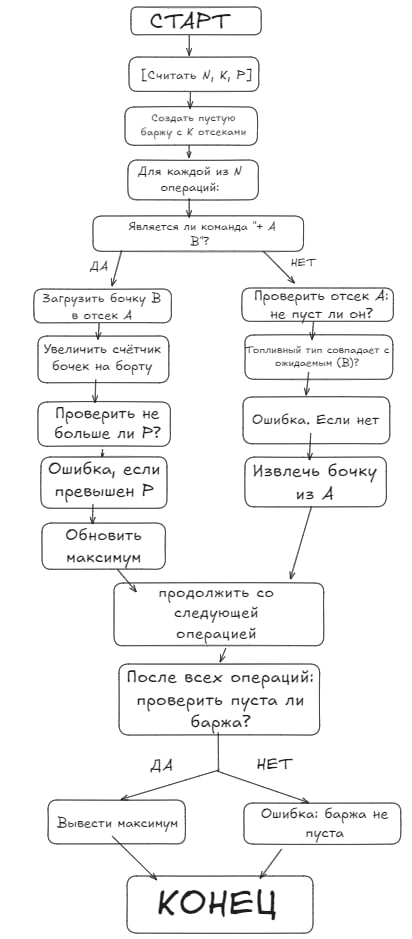 СТАРТ
[Считать N, K, P]
Создать пустую
баржу с K отсеками
Для каждой из N
операций:
Является ли команда "+ A
B"?
ДА
НЕТ
Загрузить бочку B
в отсек A
Увеличить счётчик
бочек на борту
Проверить не
больше ли P?
Ошибка, если
превышен P
Обновить
максимум
Проверить отсек A:
не пуст ли он?
Топливный тип совпадает с
ожидаемым (B)?
Ошибка. Если нет
Извлечь бочку
из A
продолжить со
следующей
операцией
После всех операций:
проверить пуста ли
баржа?
ДА
НЕТ
Вывести максимум
Ошибка: баржа не
пуста
КОНЕЦ